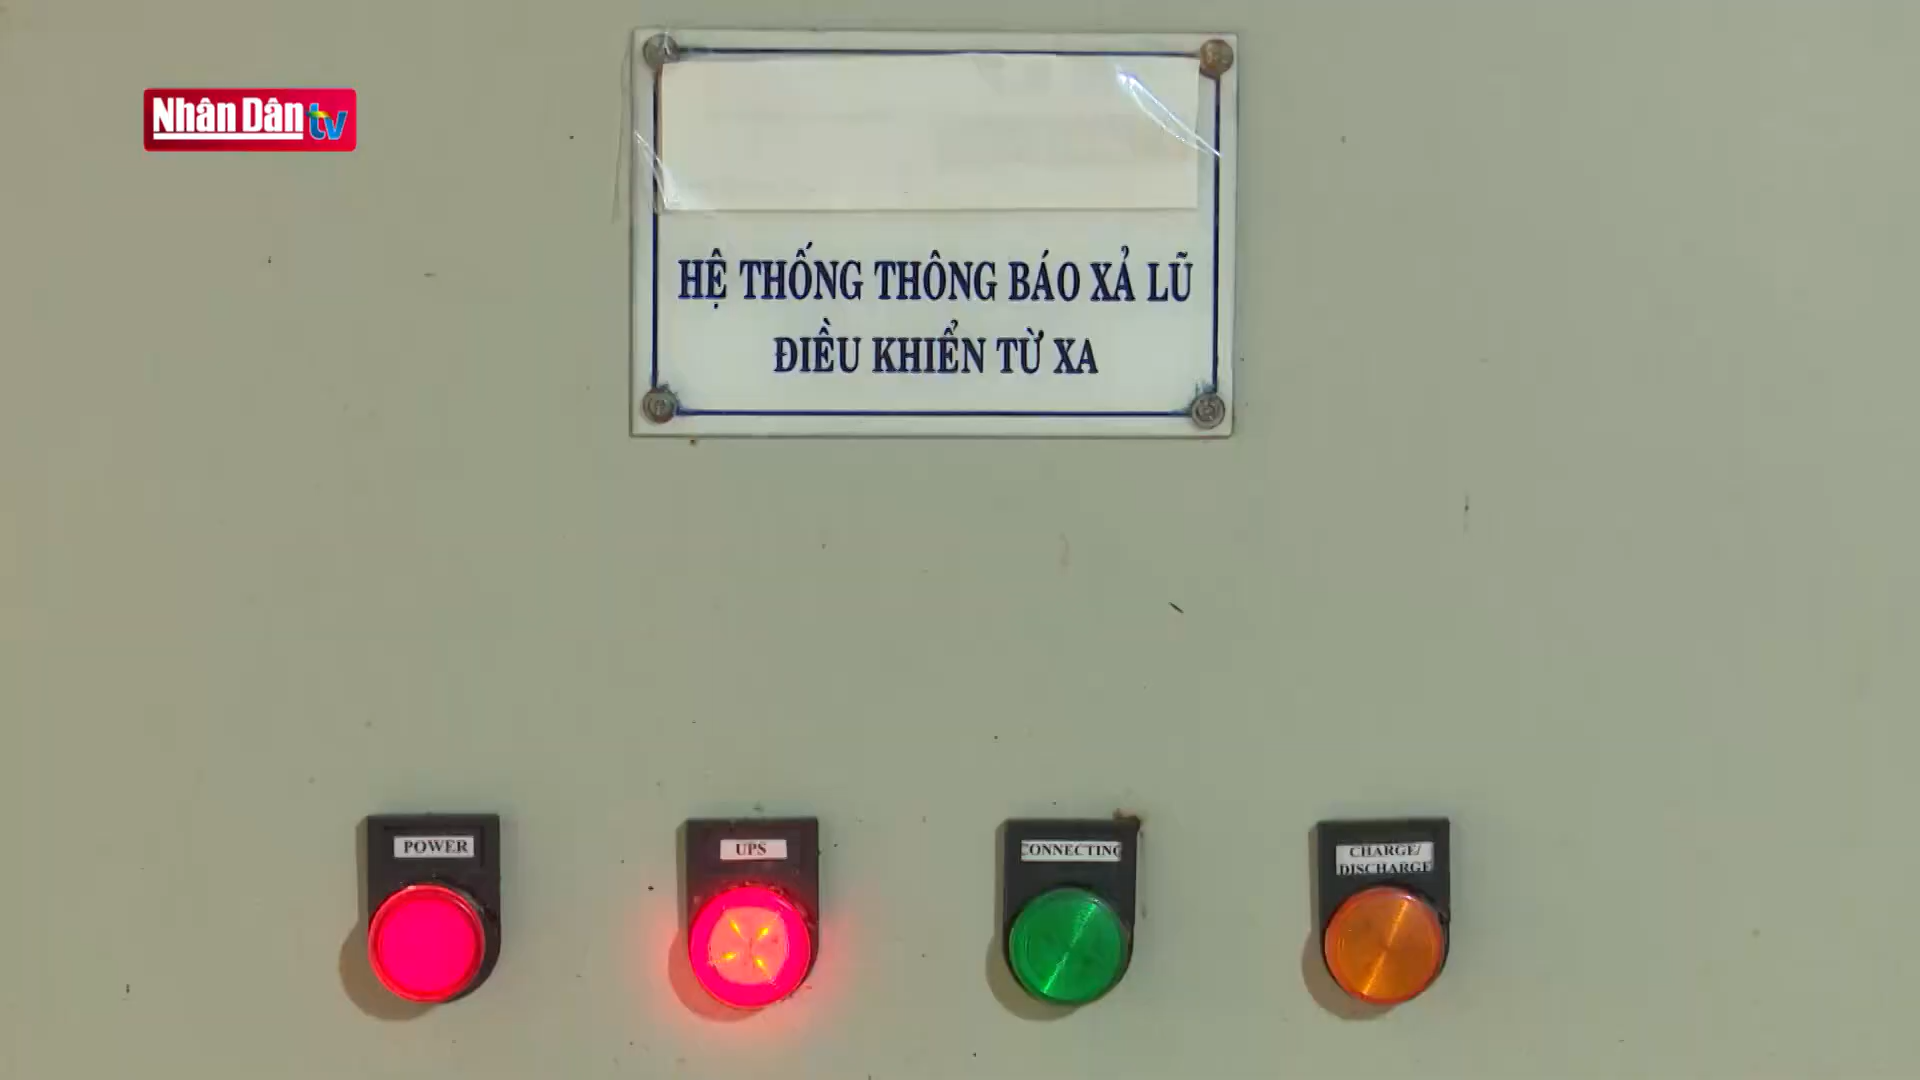 Nhân Dân tv
HỆ THỐNG THÔNG BÁO XẢ LŨ
ĐIỀU KHIỂN TỪ XA
POWER
UPS
CONNECTING
CHARGE/
DISCHARGE